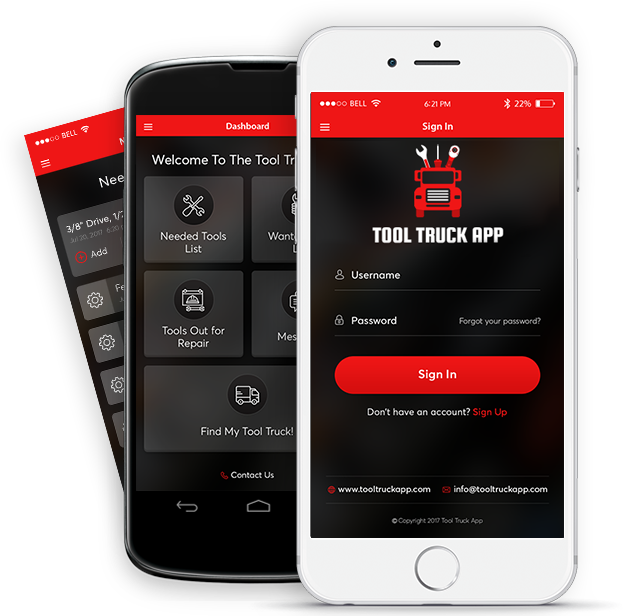 BELL
Nee
3/8" Drive, 1/
Jul 20, 2017
Add
Fe
Dashboard
Welcome To The Tool Tr
Needed Tools
List
Want
L
Tools Out for
Repair
Mes
Find My Tool Truck!
Contact Us
BELL 6:21 PM 22%
Sign In
TOOL TRUCK APP
Username
Password Forgot your password?
Sign In
Don't have an account? Sign Up
www.tooltruckapp.com info@tooltruckapp.com
© Copyright 2017 Tool Truck App